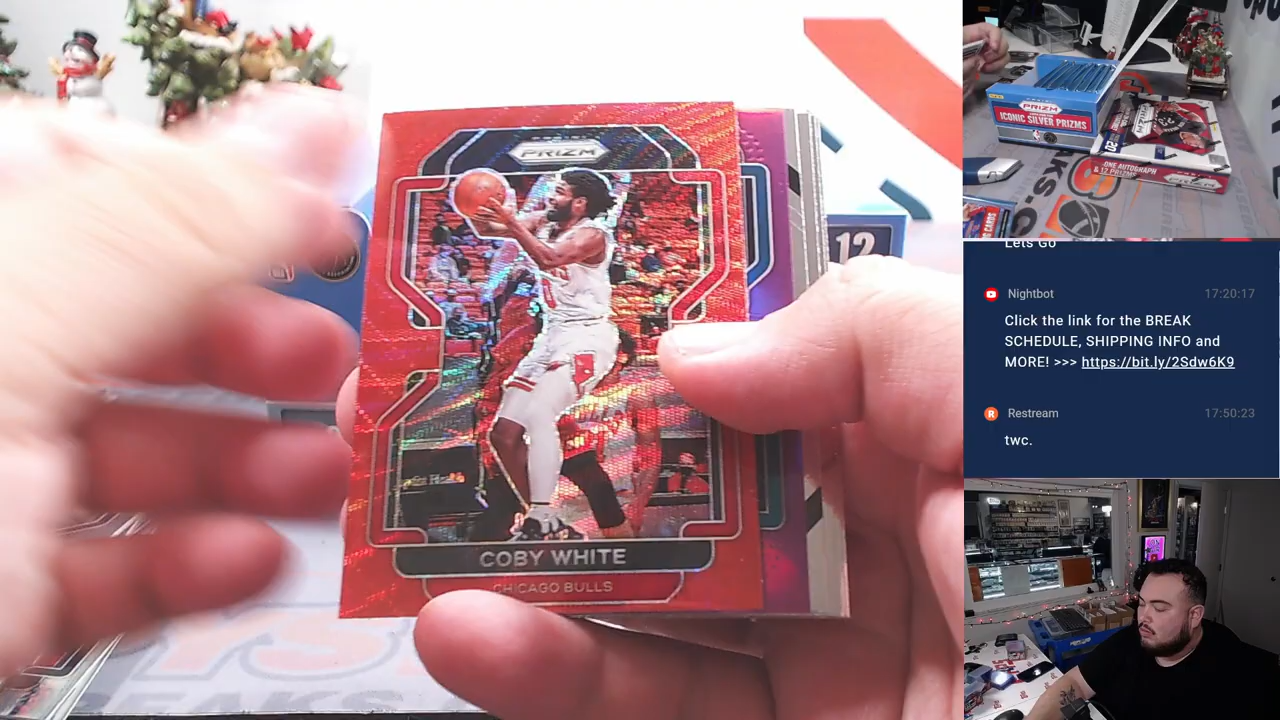 PRIZM
COBY WHITE
CHICAGO BULLS
12
PRIZM
ICONIC SILVER PRIZMS
PRIZM
ONE AUTOGRAPH
& 12 PRIZMS
Lets Go
Nightbot 17:20:17
Click the link for the BREAK
SCHEDULE, SHIPPING INFO and
MORE! >>> https://bit.ly/2Sdw6K9
Restream 17:50:23
twc.